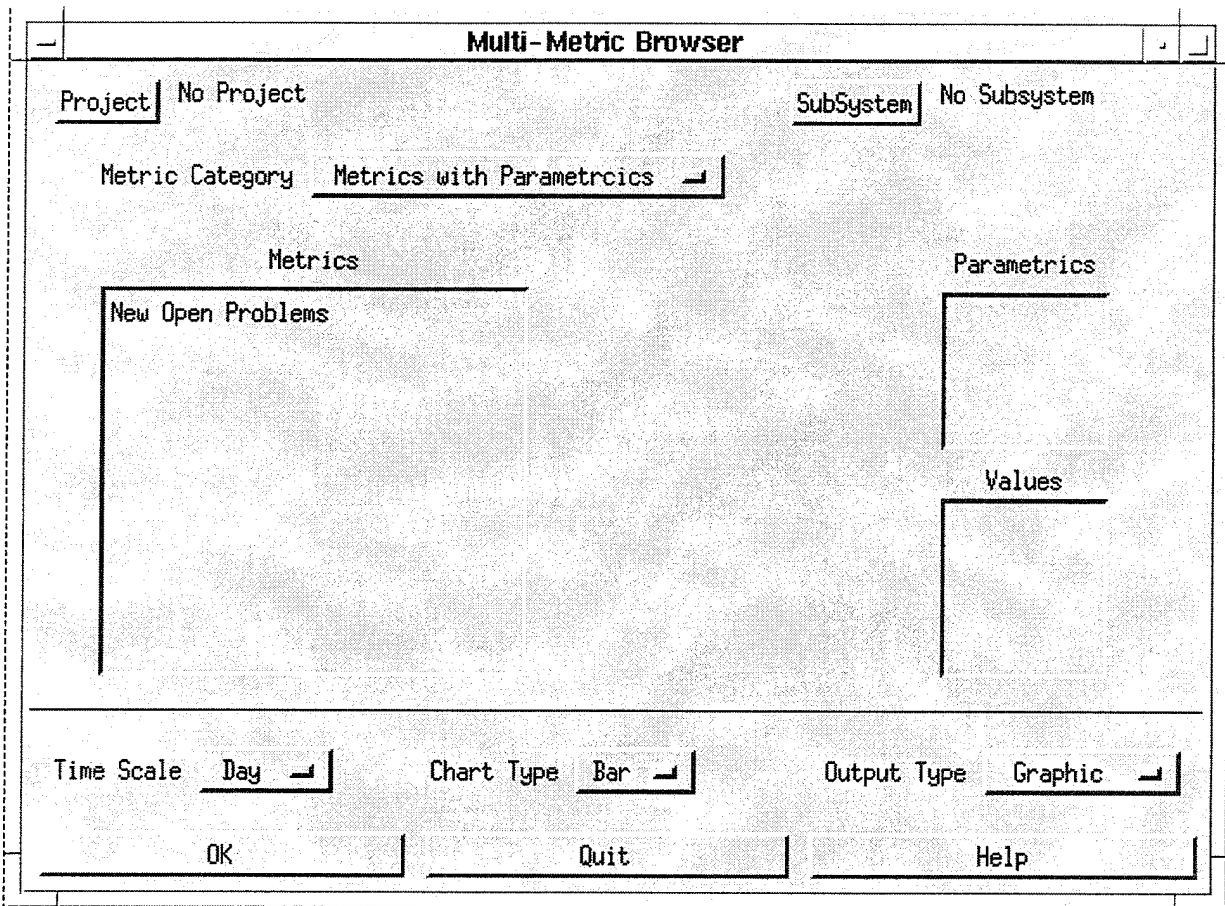 Multi-Metric Browser
Project No Project SubSystem No Subsystem
Metric Category Metrics with Parametrcics
Metrics Parametrics
New Open Problems
Values
Time Scale Day Chart Type Bar Output Type Graphic
OK Quit Help